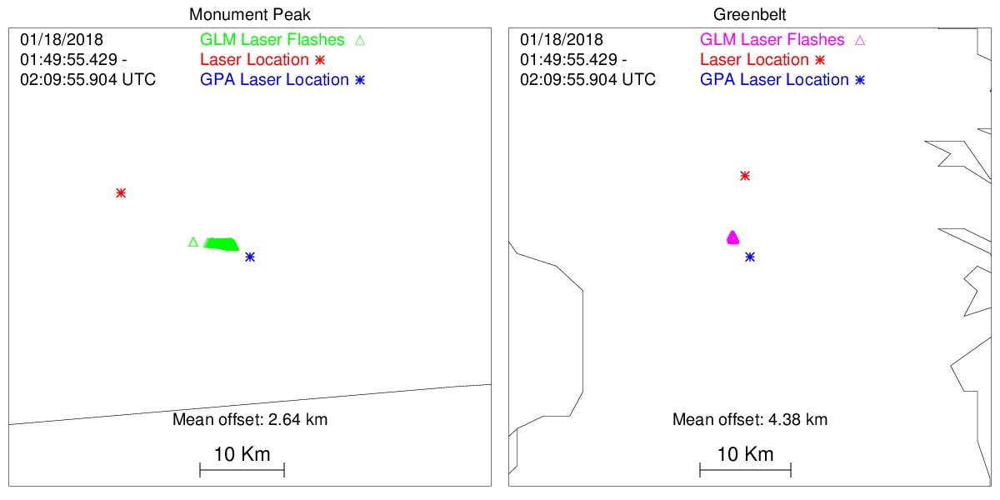 Monument Peak
01/18/2018
01:49:55.429 -
02:09:55.904 UTC
GLM Laser Flashes
Laser Location
GPA Laser Location
Mean offset: 2.64 km
10 Km
Greenbelt
01/18/2018
01:49:55.429 -
02:09:55.904 UTC
GLM Laser Flashes
Laser Location
GPA Laser Location
Mean offset: 4.38 km
10 Km